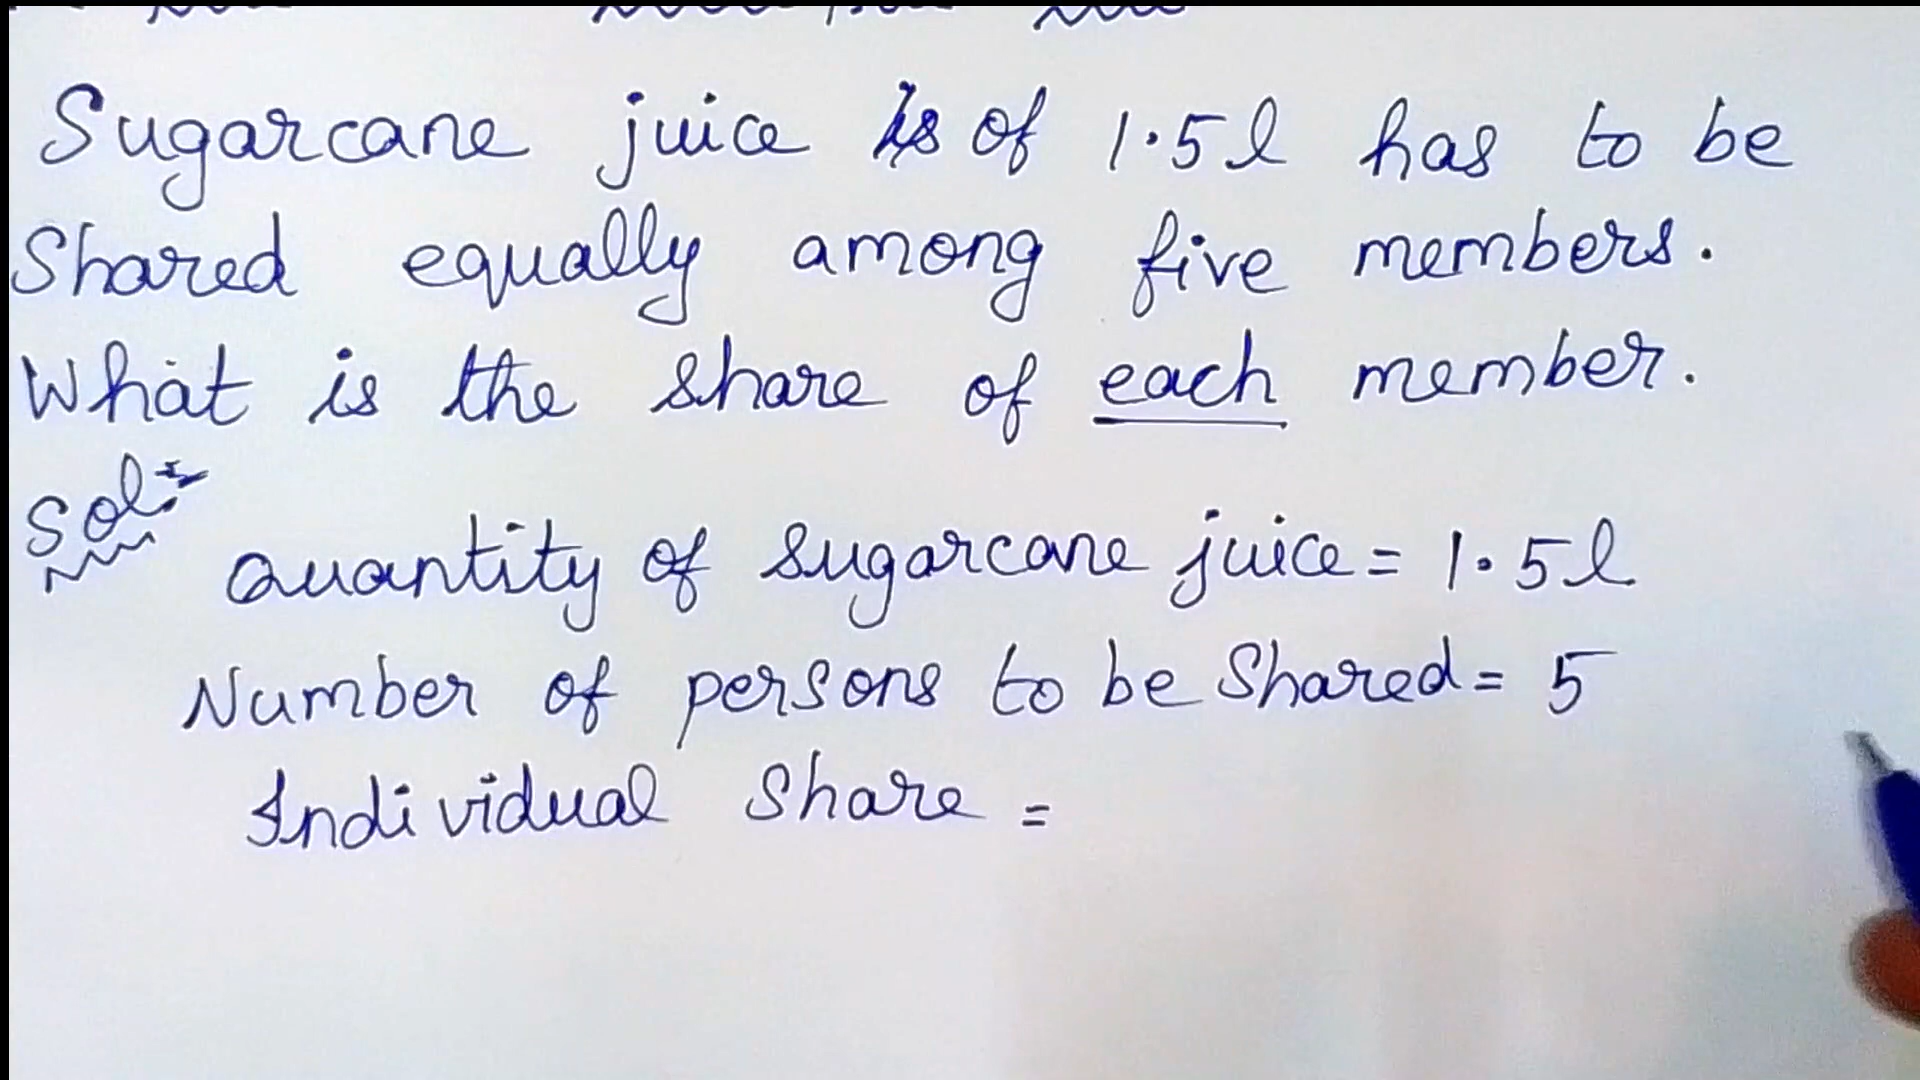 Sugarcane juice of 1.5l has to be
Shared equally among five members.
What is the share of each member.
Sol:-
Quantity of sugarcane juice = 1.5l
Number of persons to be Shared = 5
Individual Share =